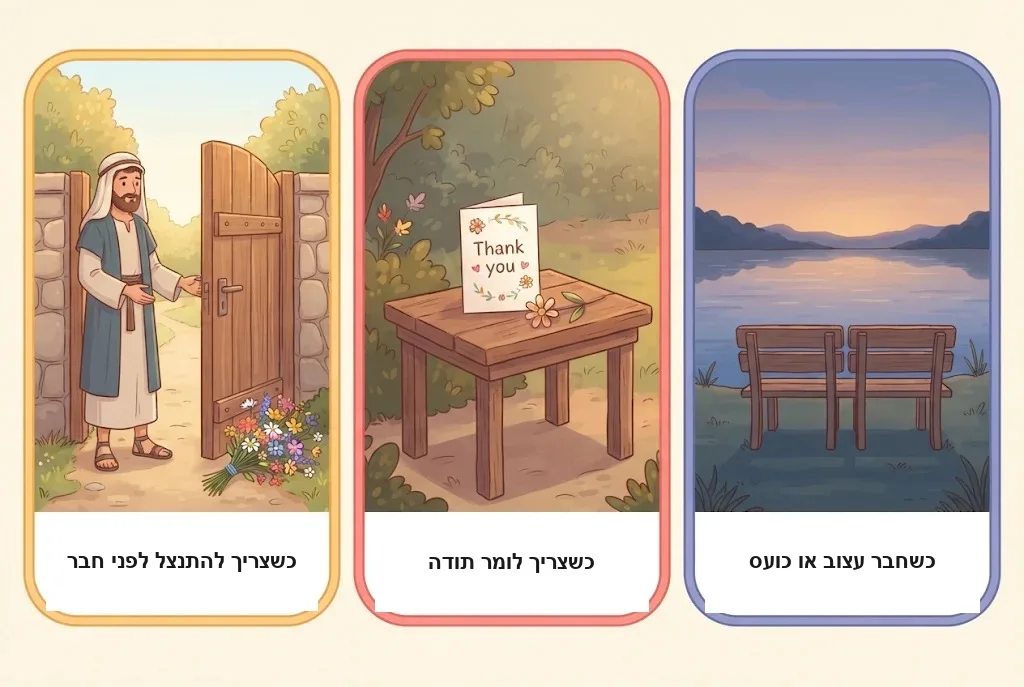 כשצריך להתנצל לפני חבר
Thank
you
כשצריך לומר תודה
כשחבר עצוב או כועס